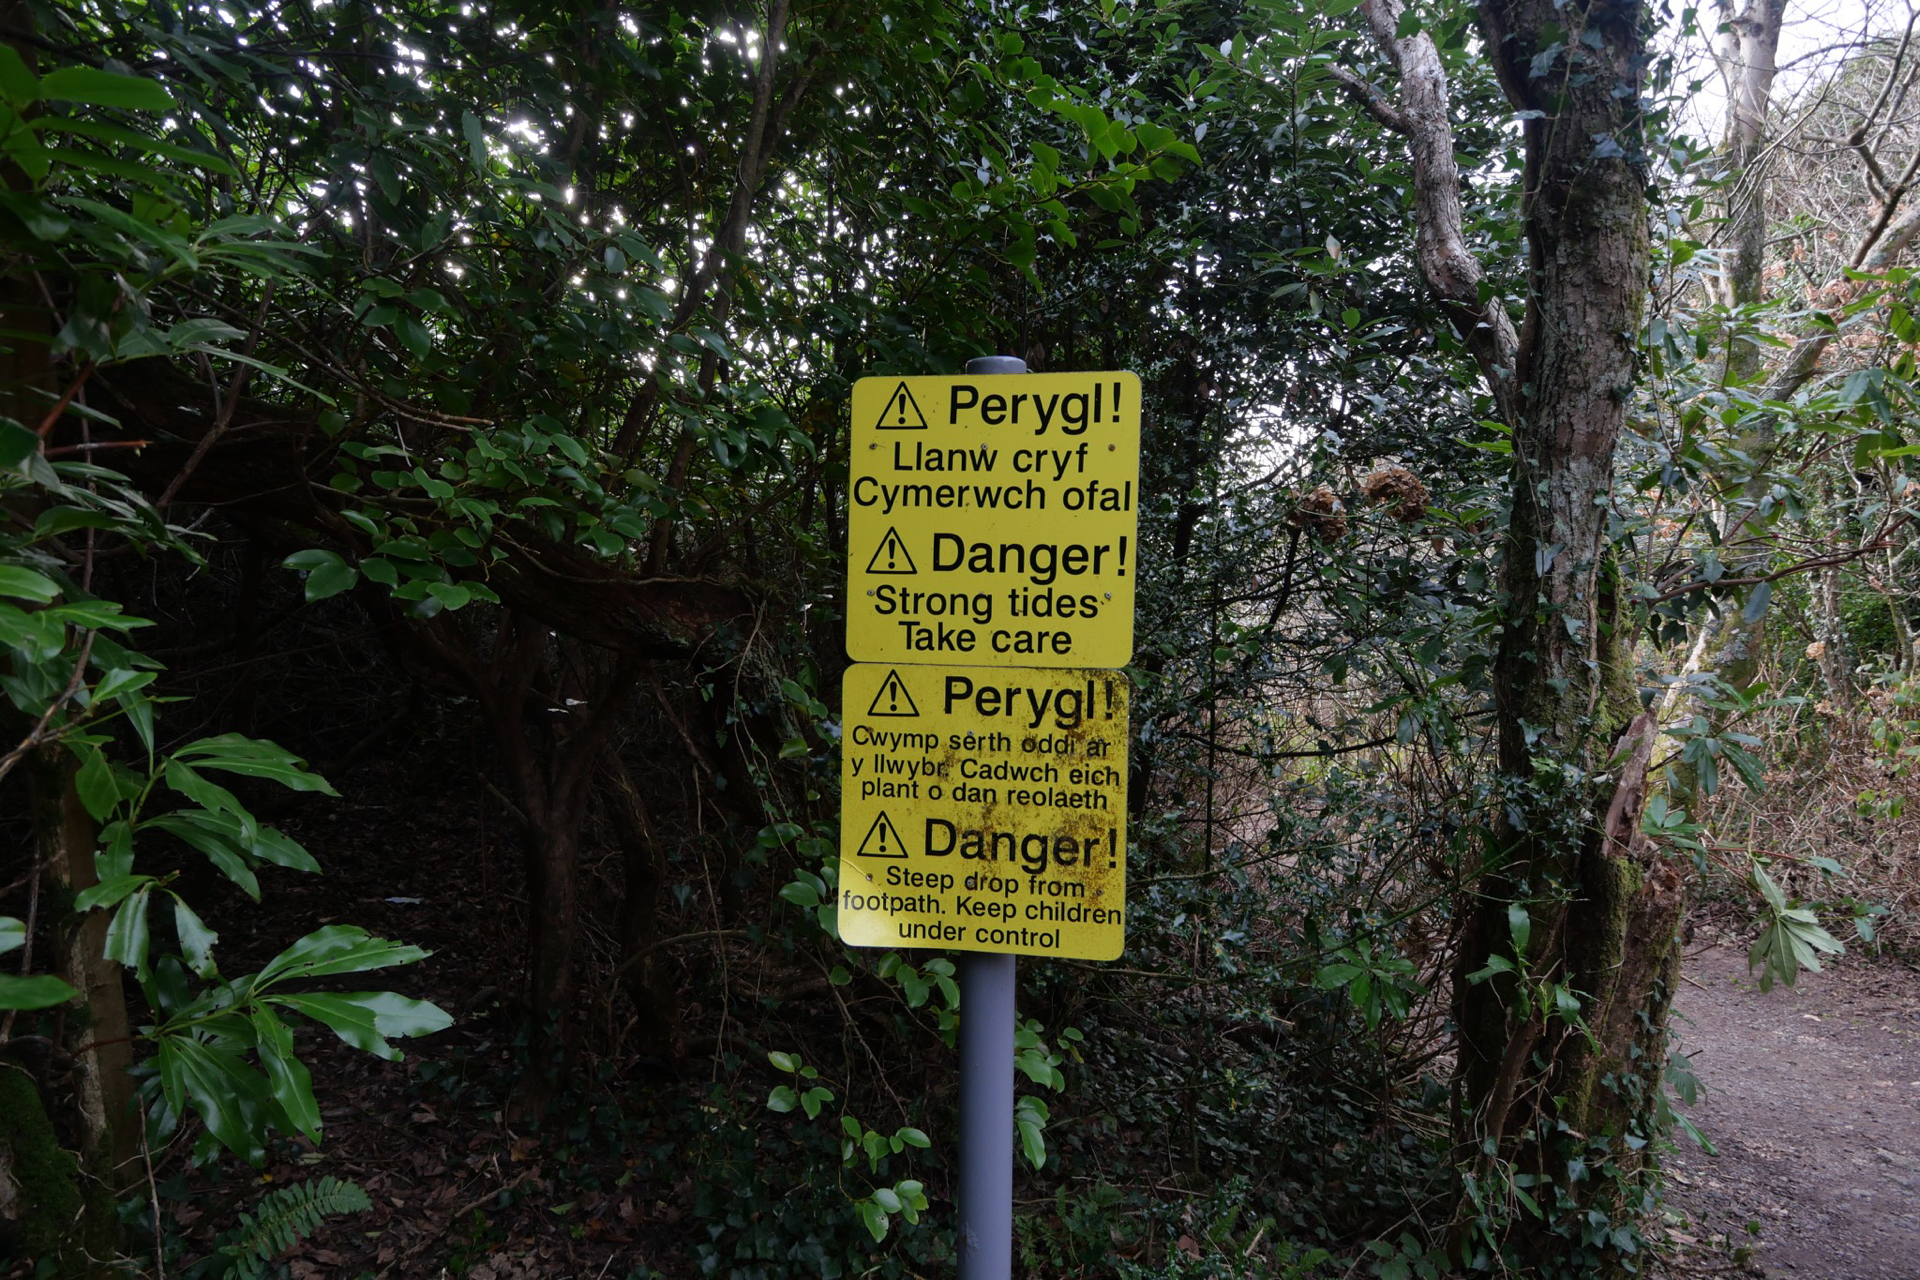 Perygl!
Llanw cryf
Cymerwch ofal
Danger!
Strong tides
Take care
Perygl!
Cwymp serth oddi ar
y llwybr. Cadwch eich
plant o dan reolaeth
Danger!
Steep drop from
footpath. Keep children
under control